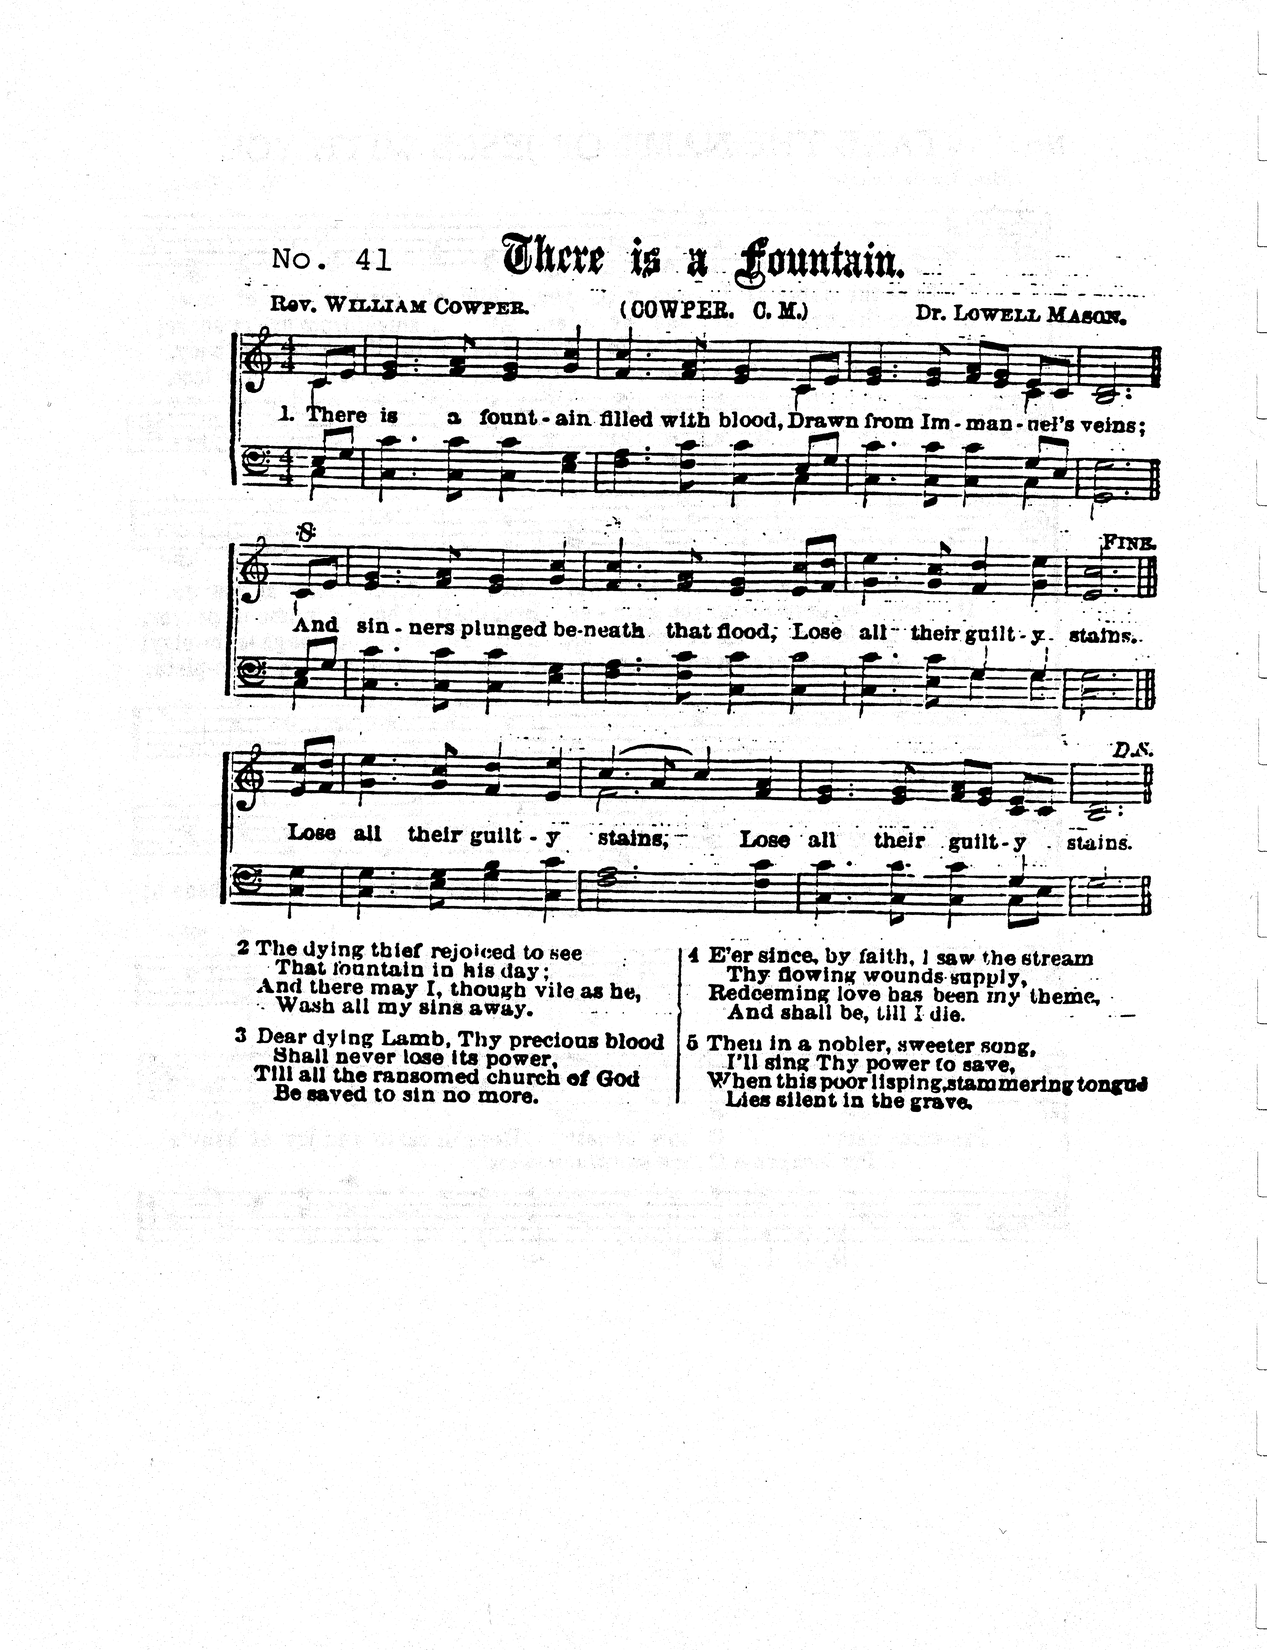 No. 41 There is a Fountain.
Rev. William Cowper. (COWPER. C. M.) Dr. Lowell Mason.
1. There is a fount - ain filled with blood, Drawn from Im - man - uel's veins;
Fine.
And sin - ners plunged be-neath that flood, Lose all their guilt - y stains.
D.S.
Lose all their guilt - y stains, Lose all their guilt - y stains.
2 The dying thief rejoiced to see
That fountain in his day;
And there may I, though vile as he,
Wash all my sins away.
3 Dear dying Lamb, Thy precious blood
Shall never lose its power,
Till all the ransomed church of God
Be saved to sin no more.
4 E'er since, by faith, I saw the stream
Thy flowing wounds supply,
Redeeming love has been my theme,
And shall be, till I die.
5 Then in a nobler, sweeter song,
I'll sing Thy power to save,
When this poor lisping, stammering tongue
Lies silent in the grave.